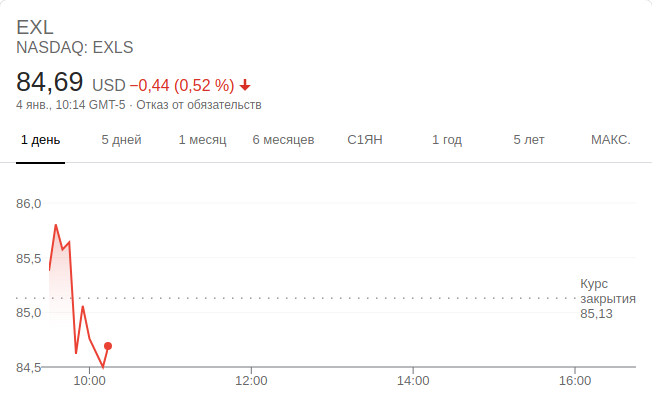 EXL
NASDAQ: EXLS
84,69 USD −0,44 (0,52 %)
4 янв., 10:14 GMT-5 · Отказ от обязательств
1 день 5 дней 1 месяц 6 месяцев С1ЯН 1 год 5 лет МАКС.
86,0
85,5
Курс
закрытия
85,13
85,0
84,5
10:00 12:00 14:00 16:00